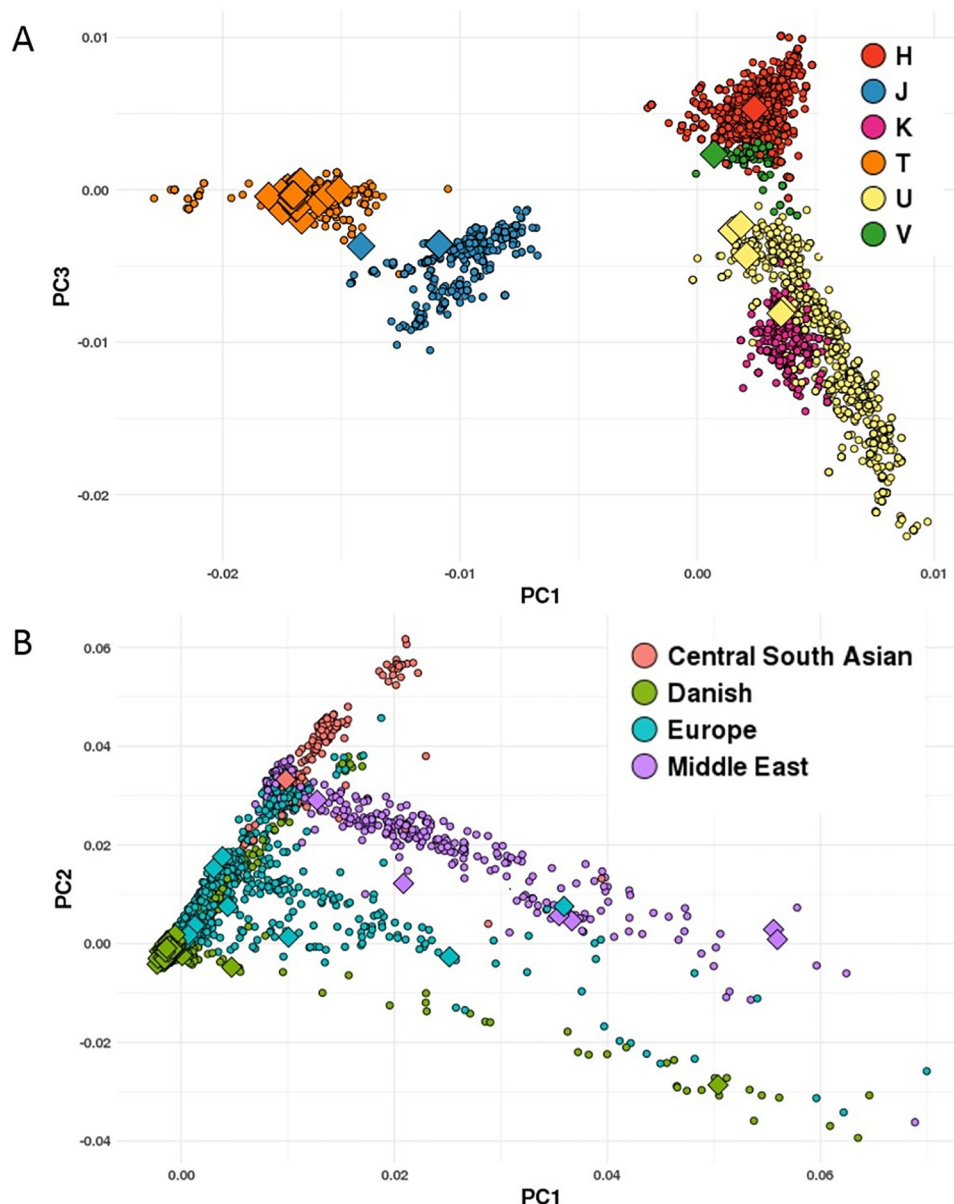 A
0.01
0.00
-0.01
-0.02
PC3
-0.02
-0.01
0.00
0.01
PC1
H
J
K
T
U
V
B
0.06
0.04
0.02
0.00
-0.02
-0.04
PC2
0.00
0.02
0.04
0.06
PC1
Central South Asian
Danish
Europe
Middle East